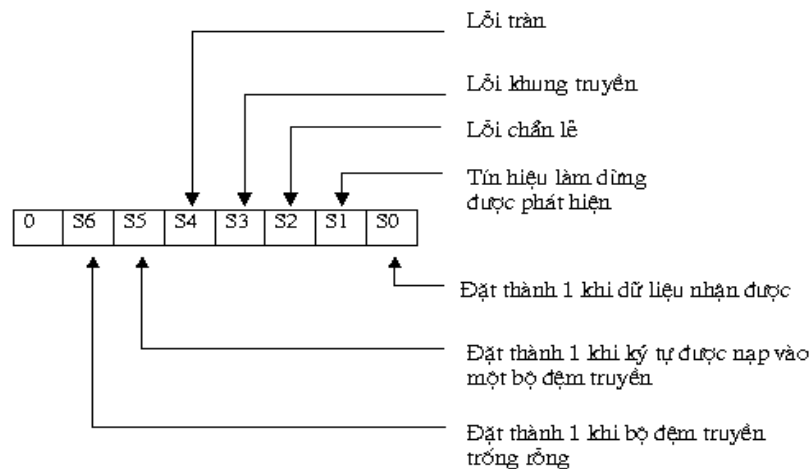 Lỗi tràn
Lỗi khung truyền
Lỗi chẩn lẽ
Tín hiệu làm dừng
được phát hiện
0 S6 S5 S4 S3 S2 S1 S0
Đặt thành 1 khi dữ liệu nhận được
Đặt thành 1 khi ký tự được nạp vào
một bộ đệm truyền
Đặt thành 1 khi bộ đệm truyền
trống rỗng